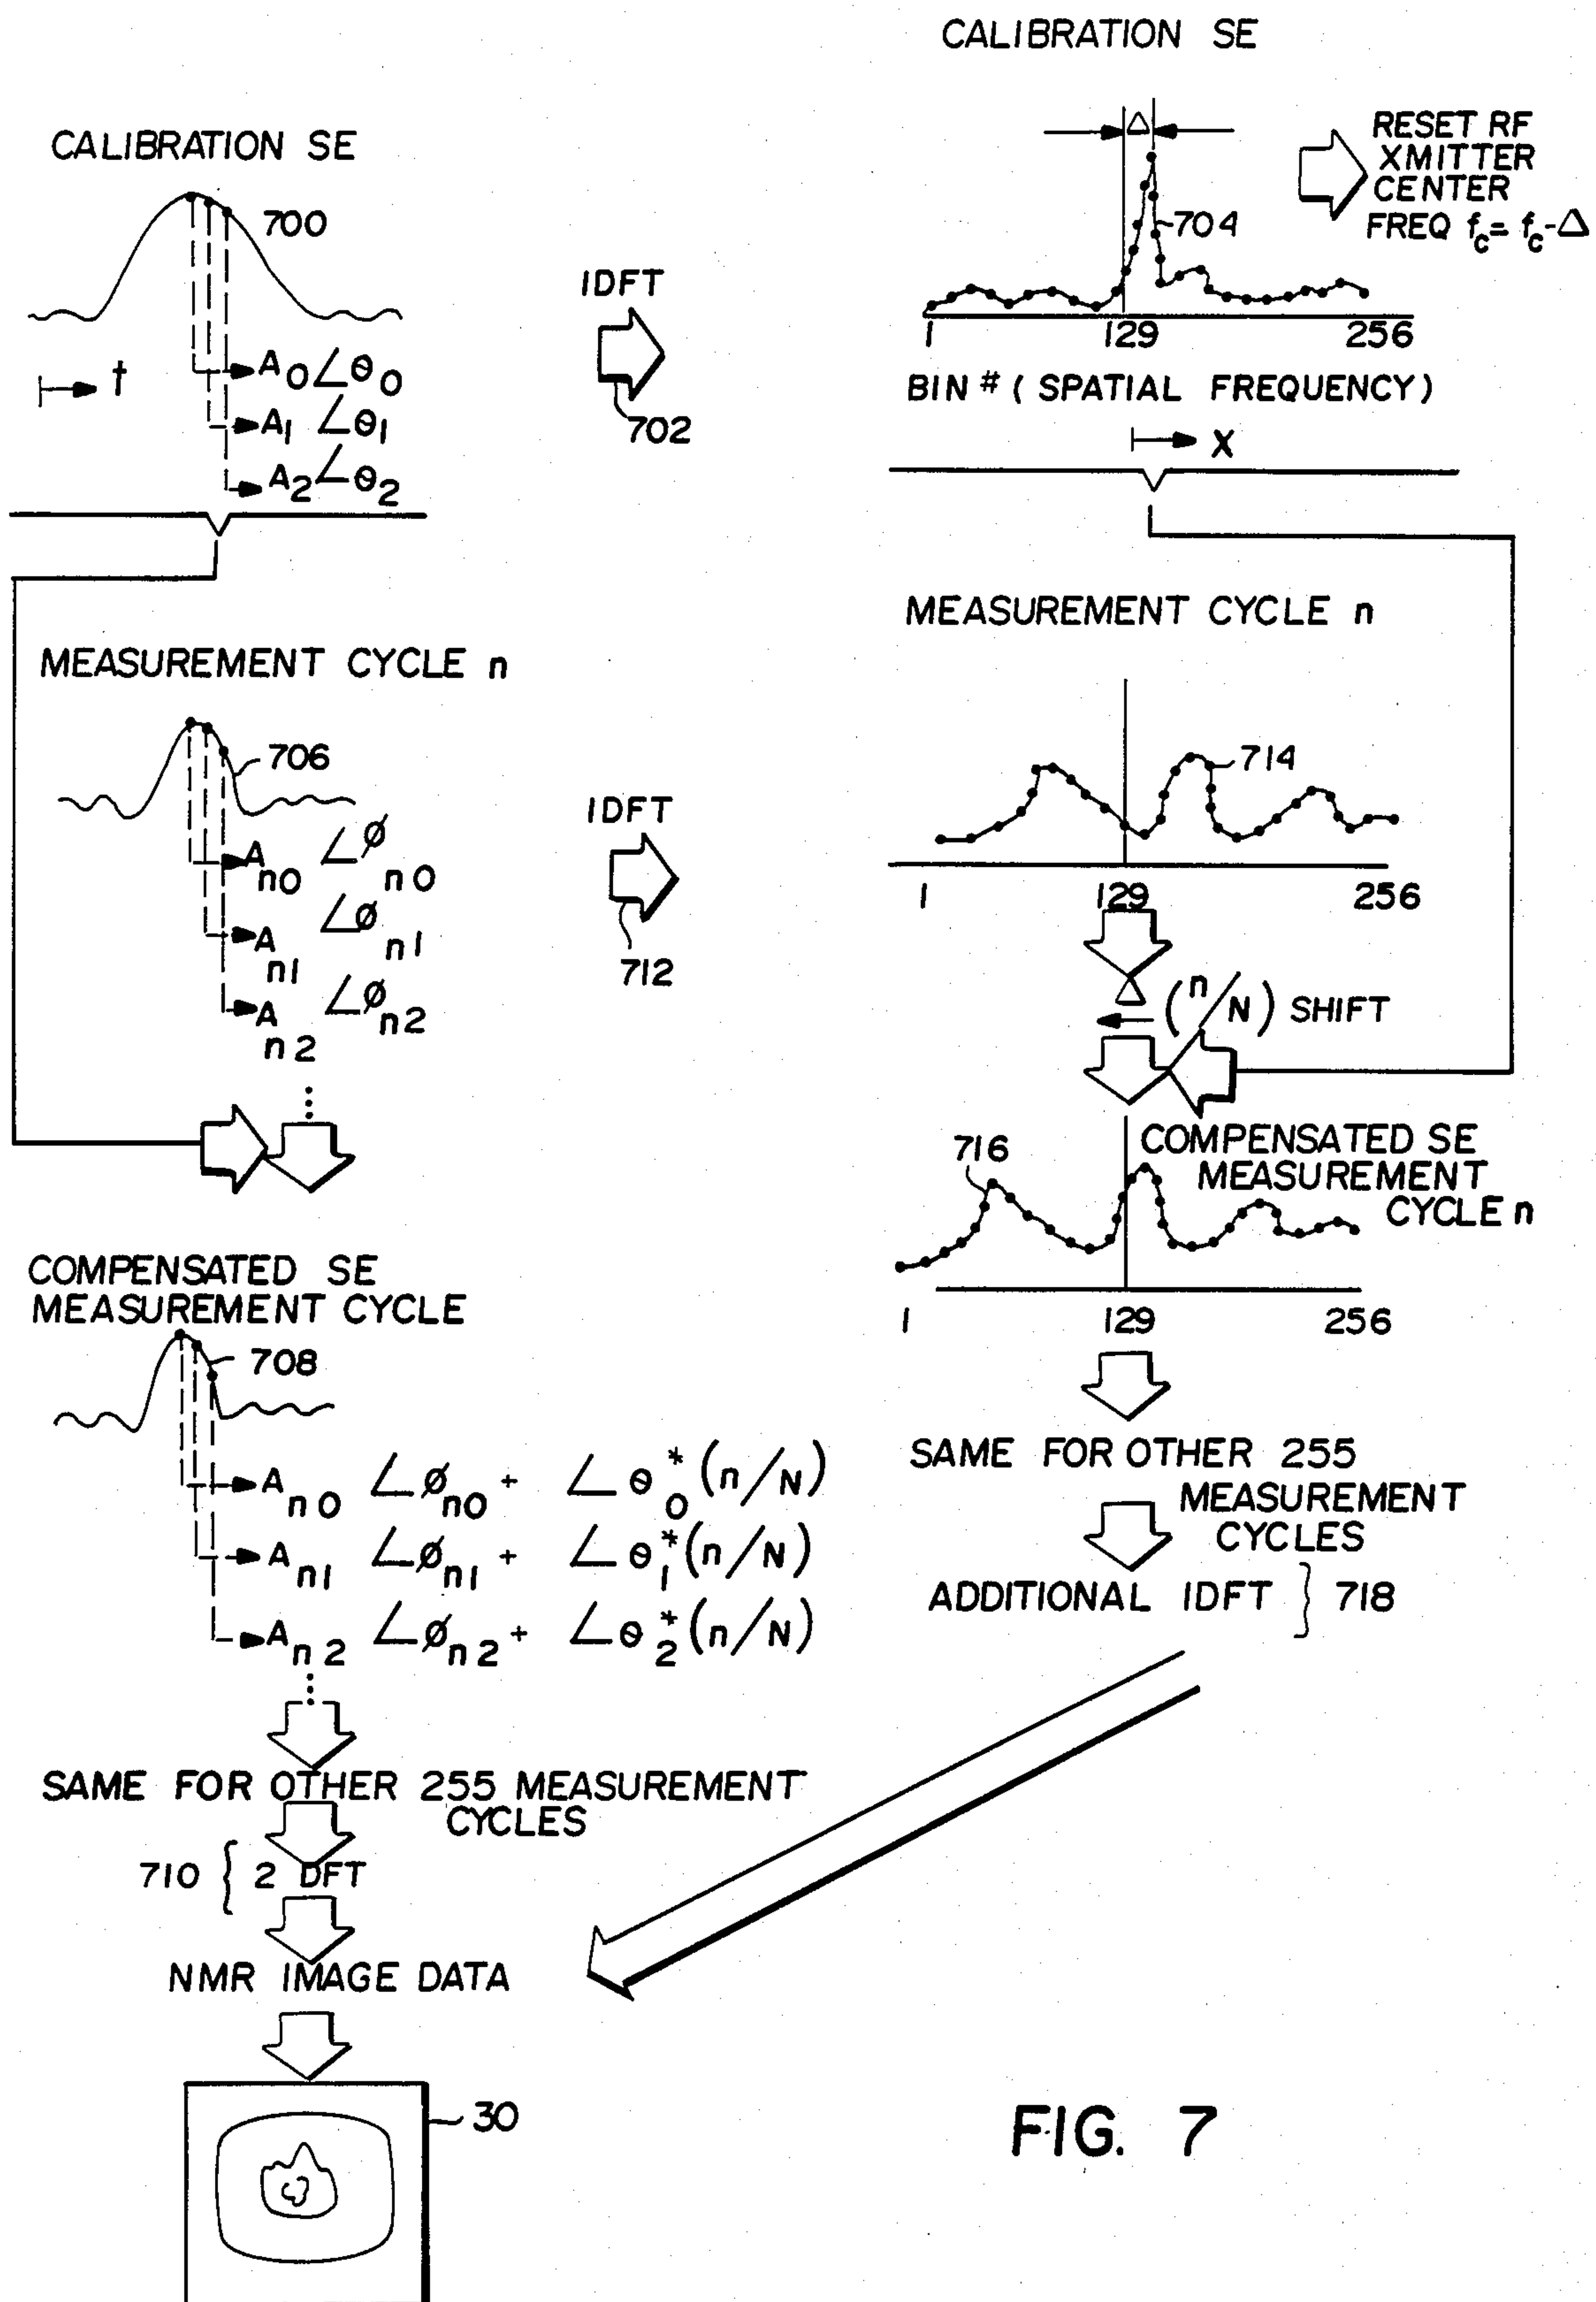 CALIBRATION SE
700
t
A0∠θ0
A1 ∠θ1
A2∠θ2
IDFT
702
CALIBRATION SE
Δ
704
RESET RF
XMITTER
CENTER
FREQ fc= fc-Δ
1 129 256
BIN # ( SPATIAL FREQUENCY)
X
MEASUREMENT CYCLE n
706
An0 ∠φn0
An1 ∠φn1
An2 ∠φn2
IDFT
712
MEASUREMENT CYCLE n
714
1 129 256
Δ (n/N) SHIFT
716
COMPENSATED SE
MEASUREMENT
CYCLE n
1 129 256
COMPENSATED SE
MEASUREMENT CYCLE
708
An0 ∠φn0 + ∠θ0*(n/N)
An1 ∠φn1 + ∠θ1*(n/N)
An2 ∠φn2 + ∠θ2*(n/N)
SAME FOR OTHER 255 MEASUREMENT
CYCLES
710 { 2 DFT
NMR IMAGE DATA
30
SAME FOR OTHER 255
MEASUREMENT
CYCLES
ADDITIONAL IDFT } 718
FIG. 7